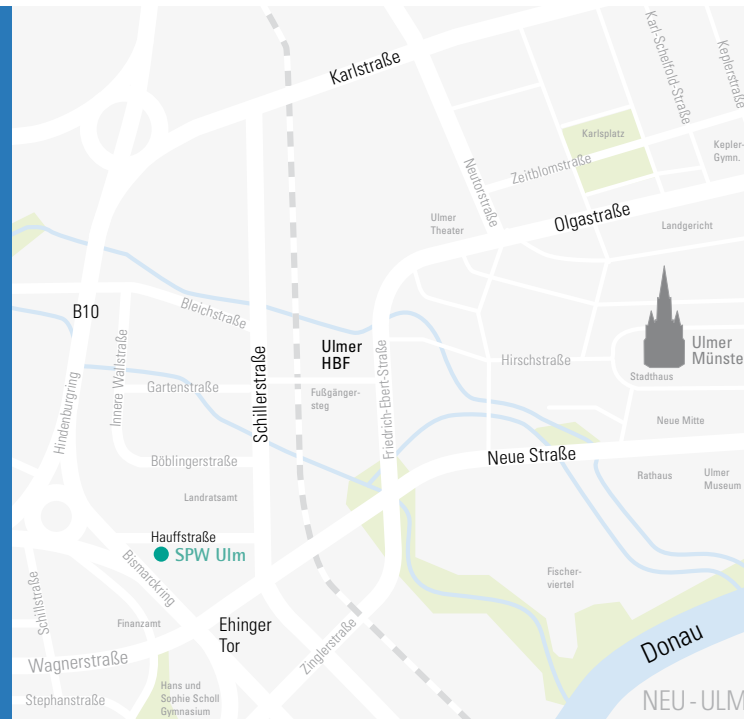 Karlstraße
Karl-Schelfold-Straße
Keplerstraße
Karlsplatz
Kepler-
Gymn.
Neutorstraße
Zeitblomstraße
Ulmer
Theater
Olgastraße
Landgericht
B10
Bleichstraße
Ulmer
HBF
Ulmer
Münste
Hirschstraße
Stadthaus
Innere Wallstraße
Gartenstraße
Fußgänger-
steg
Schillerstraße
Friedrich-Ebert-Straße
Hindenburgring
Neue Mitte
Böblingerstraße
Neue Straße
Rathaus
Ulmer
Museum
Landratsamt
Hauffstraße
SPW Ulm
Bismarckring
Fischer-
viertel
Schillstraße
Finanzamt
Ehinger
Tor
Zinglerstraße
Donau
Wagnerstraße
Hans und
Sophie Scholl
Gymnasium
Stephanstraße
NEU - ULM